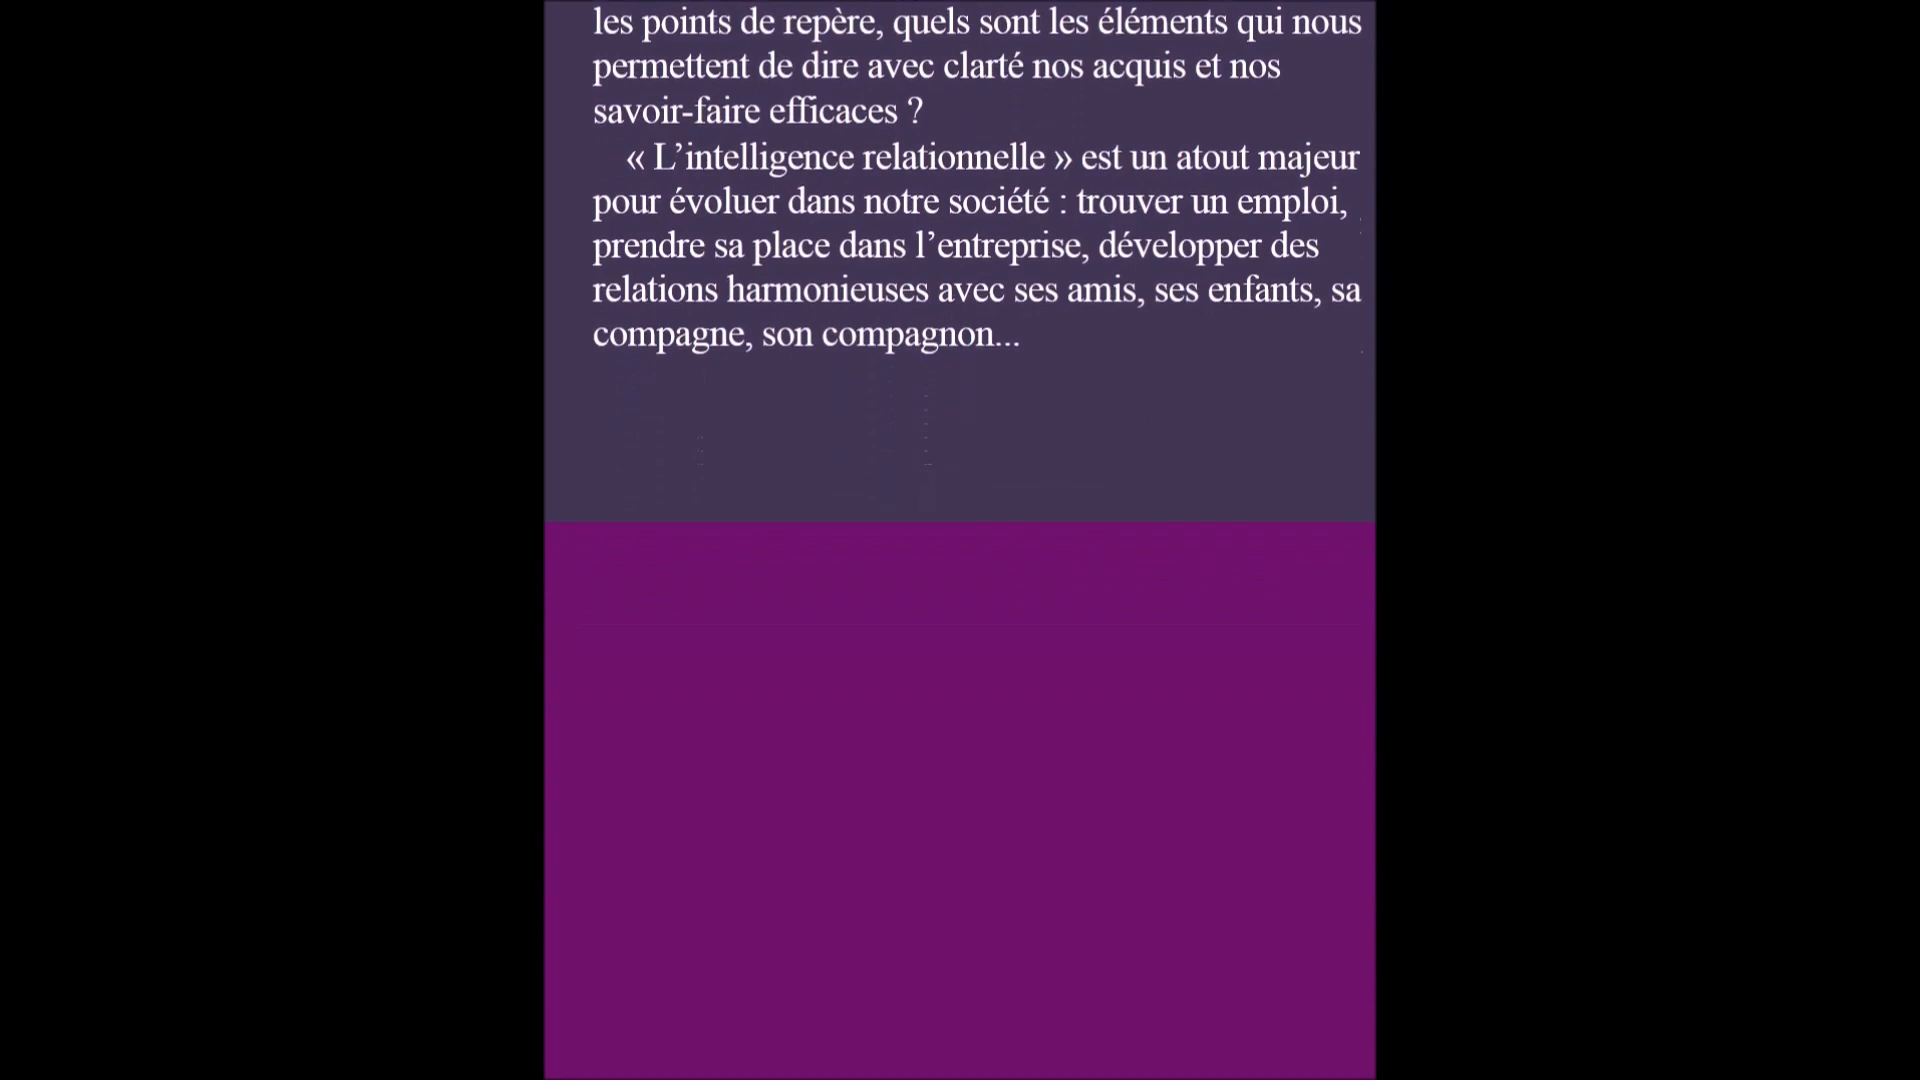 les points de repère, quels sont les éléments qui nous
permettent de dire avec clarté nos acquis et nos
savoir-faire efficaces ?
« L’intelligence relationnelle » est un atout majeur
pour évoluer dans notre société : trouver un emploi,
prendre sa place dans l’entreprise, développer des
relations harmonieuses avec ses amis, ses enfants, sa
compagne, son compagnon...